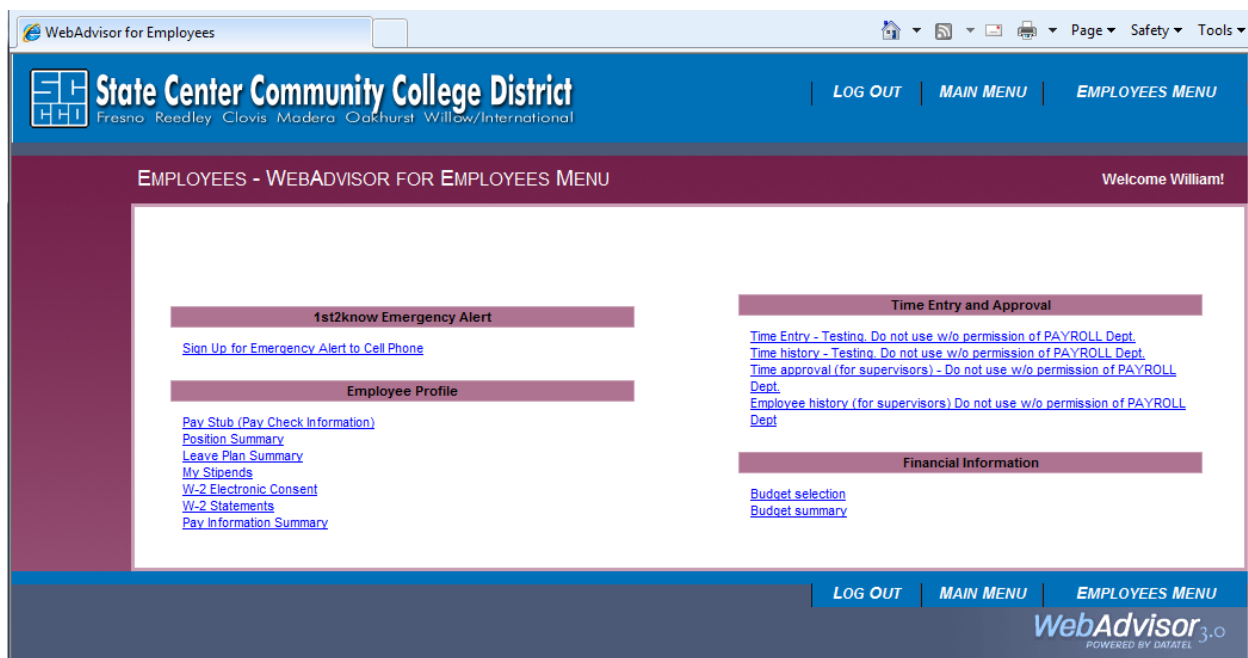 WebAdvisor for Employees
Page Safety Tools
SCCCD
State Center Community College District
Fresno Reedley Clovis Madera Oakhurst Willow/International
LOG OUT MAIN MENU EMPLOYEES MENU
EMPLOYEES - WEBADVISOR FOR EMPLOYEES MENU
Welcome William!
1st2know Emergency Alert
Sign Up for Emergency Alert to Cell Phone
Employee Profile
Pay Stub (Pay Check Information)
Position Summary
Leave Plan Summary
My Stipends
W-2 Electronic Consent
W-2 Statements
Pay Information Summary
Time Entry and Approval
Time Entry - Testing. Do not use w/o permission of PAYROLL Dept.
Time history - Testing. Do not use w/o permission of PAYROLL Dept.
Time approval (for supervisors) - Do not use w/o permission of PAYROLL
Dept.
Employee history (for supervisors) Do not use w/o permission of PAYROLL
Dept
Financial Information
Budget selection
Budget summary
LOG OUT MAIN MENU EMPLOYEES MENU
WebAdvisor 3.0
POWERED BY DATATEL